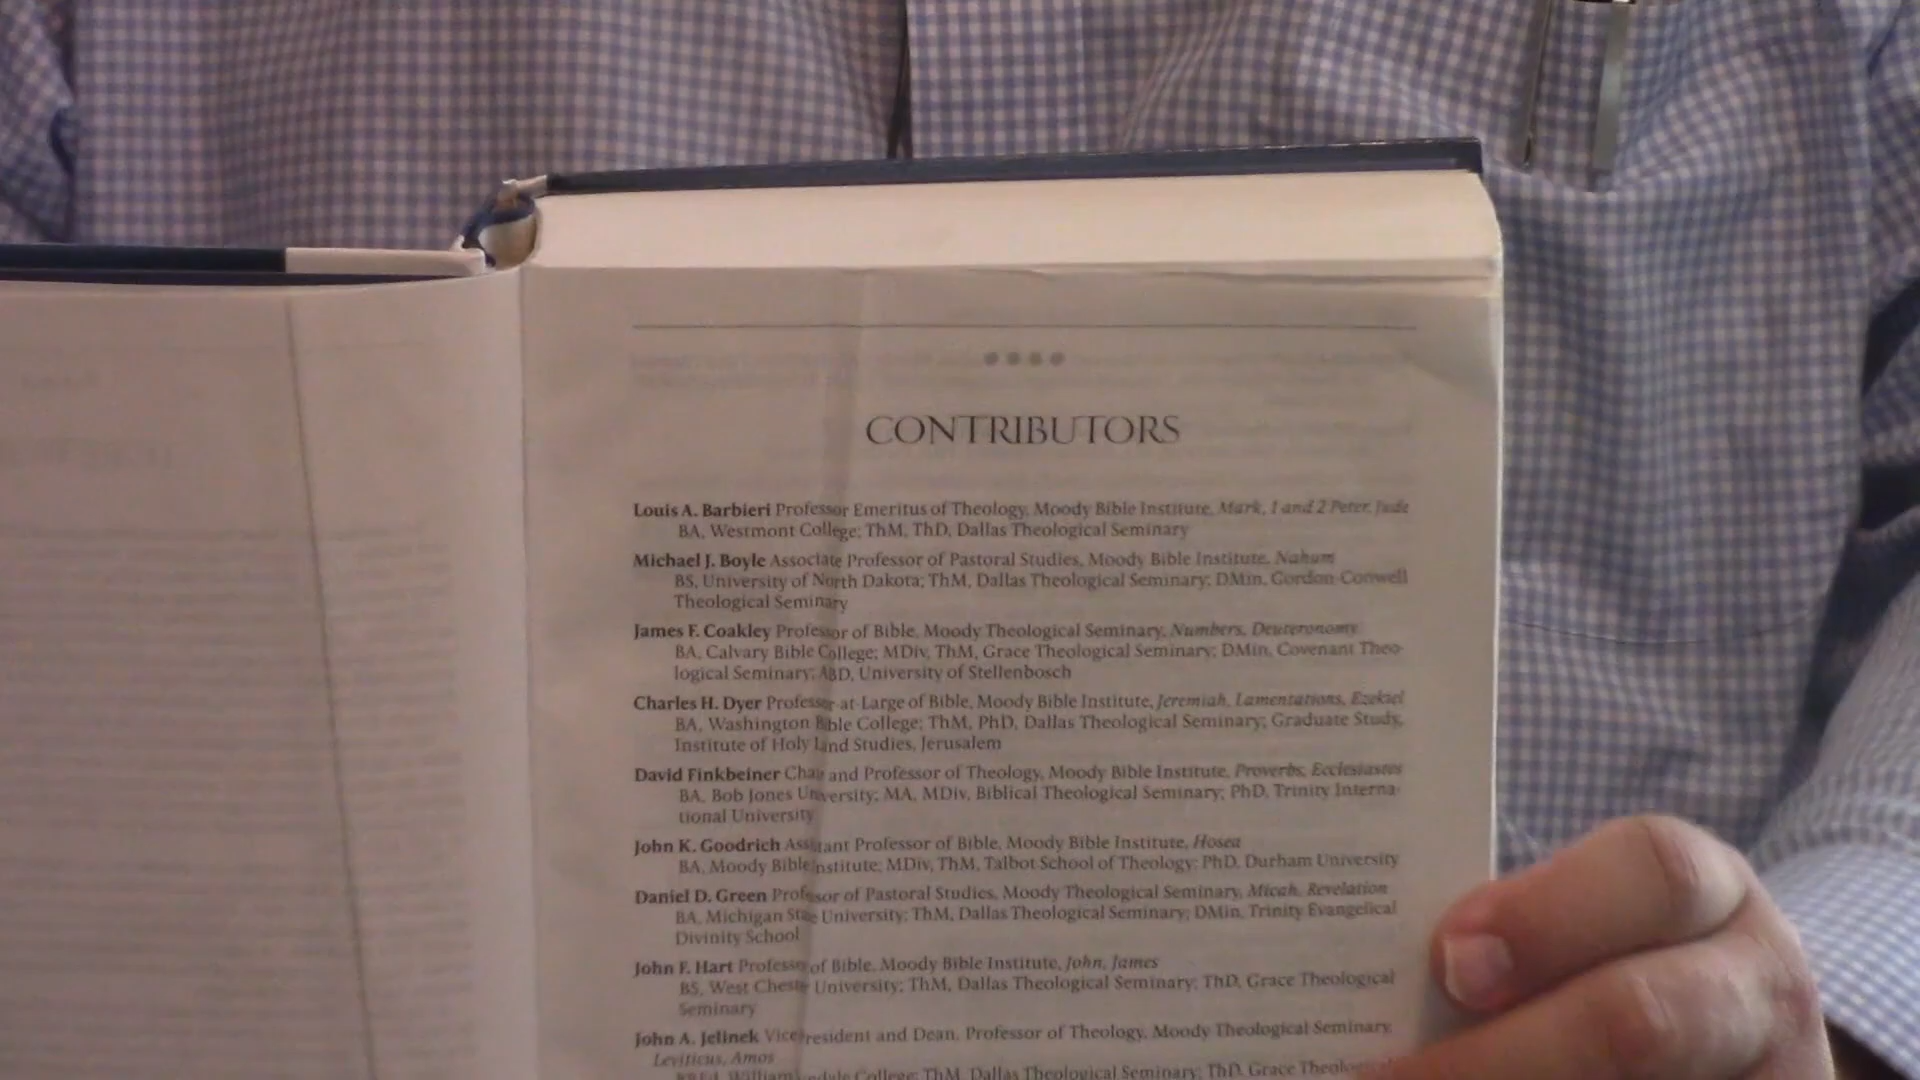 CONTRIBUTORS
Louis A. Barbieri Professor Emeritus of Theology, Moody Bible Institute, Mark, 1 and 2 Peter, Jude
BA, Westmont College; ThM, ThD, Dallas Theological Seminary
Michael J. Boyle Associate Professor of Pastoral Studies, Moody Bible Institute, Nahum
BS, University of North Dakota; ThM, Dallas Theological Seminary; DMin, Gordon-Conwell
Theological Seminary
James F. Coakley Professor of Bible, Moody Theological Seminary, Numbers, Deuteronomy
BA, Calvary Bible College; MDiv, ThM, Grace Theological Seminary; DMin, Covenant Theo-
logical Seminary; ABD, University of Stellenbosch
Charles H. Dyer Professor-at-Large of Bible, Moody Bible Institute, Jeremiah, Lamentations, Ezekiel
BA, Washington Bible College; ThM, PhD, Dallas Theological Seminary; Graduate Study,
Institute of Holy Land Studies, Jerusalem
David Finkbeiner Chair and Professor of Theology, Moody Bible Institute, Proverbs, Ecclesiastes
BA, Bob Jones University; MA, MDiv, Biblical Theological Seminary; PhD, Trinity Interna-
tional University
John K. Goodrich Assistant Professor of Bible, Moody Bible Institute, Hosea
BA, Moody Bible Institute; MDiv, ThM, Talbot School of Theology; PhD, Durham University
Daniel D. Green Professor of Pastoral Studies, Moody Theological Seminary, Micah, Revelation
BA, Michigan State University; ThM, Dallas Theological Seminary; DMin, Trinity Evangelical
Divinity School
John F. Hart Professor of Bible, Moody Bible Institute, John, James
BS, West Chester University; ThM, Dallas Theological Seminary; ThD, Grace Theological
Seminary
John A. Jelinek Vice President and Dean, Professor of Theology, Moody Theological Seminary
Leviticus, Amos
College; ThM, Dallas Theological Seminary; ThD, Grace